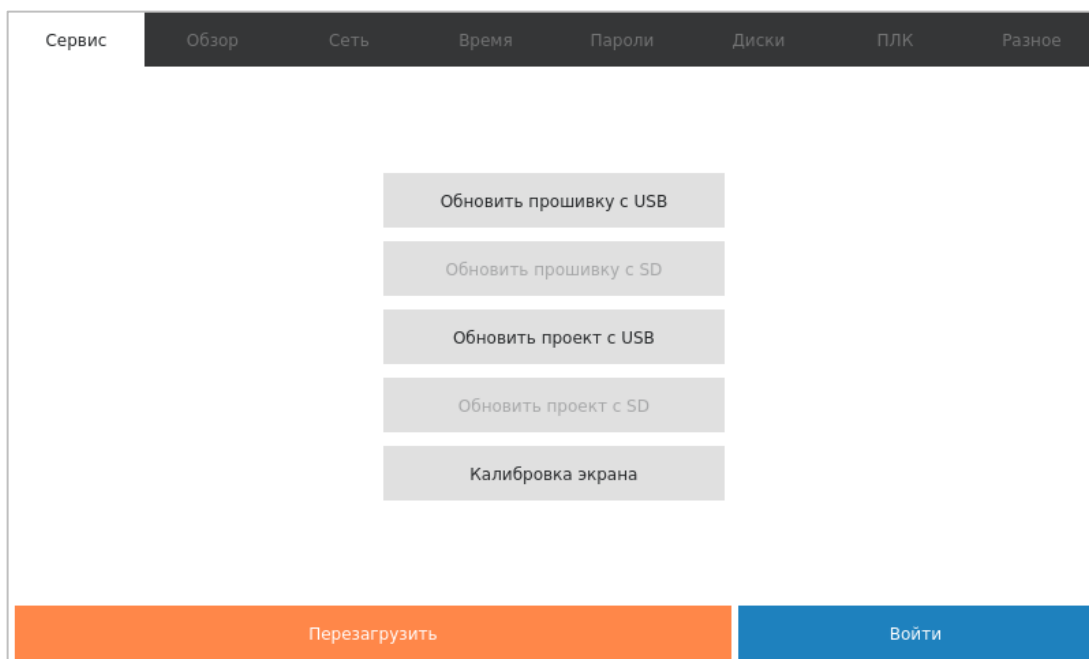 Сервис Обзор Сеть Время Пароли Диски ПЛК Разное
Обновить прошивку с USB
Обновить прошивку с SD
Обновить проект с USB
Обновить проект с SD
Калибровка экрана
Перезагрузить Войти